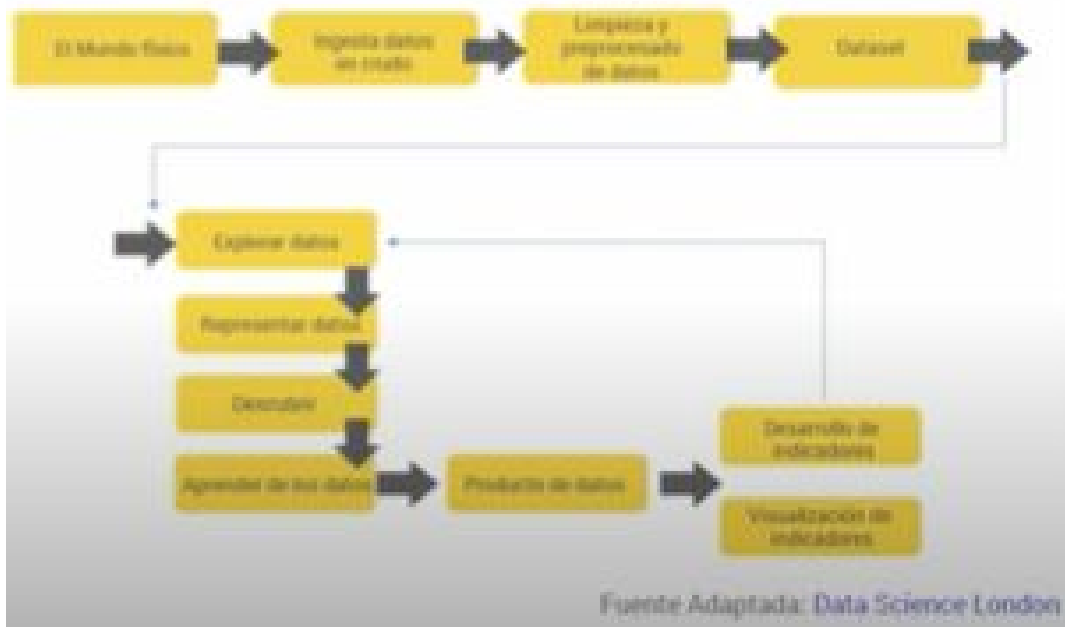 El Mundo físico
Ingesta datos
en crudo
Limpieza y
preprocesado
de datos
Dataset
Explorar datos
Representar datos
Descubrir
Aprender de los datos
Producto de datos
Desarrollo de
indicadores
Visualización de
indicadores
Fuente Adaptada: Data Science London